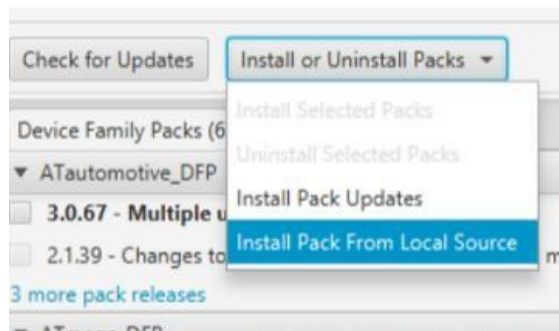 Check for Updates
Install or Uninstall Packs
Install Selected Packs
Device Family Packs (6
Uninstall Selected Packs
ATautomotive_DFP
Install Pack Updates
3.0.67 - Multiple u
Install Pack From Local Source
2.1.39 - Changes to
m
3 more pack releases